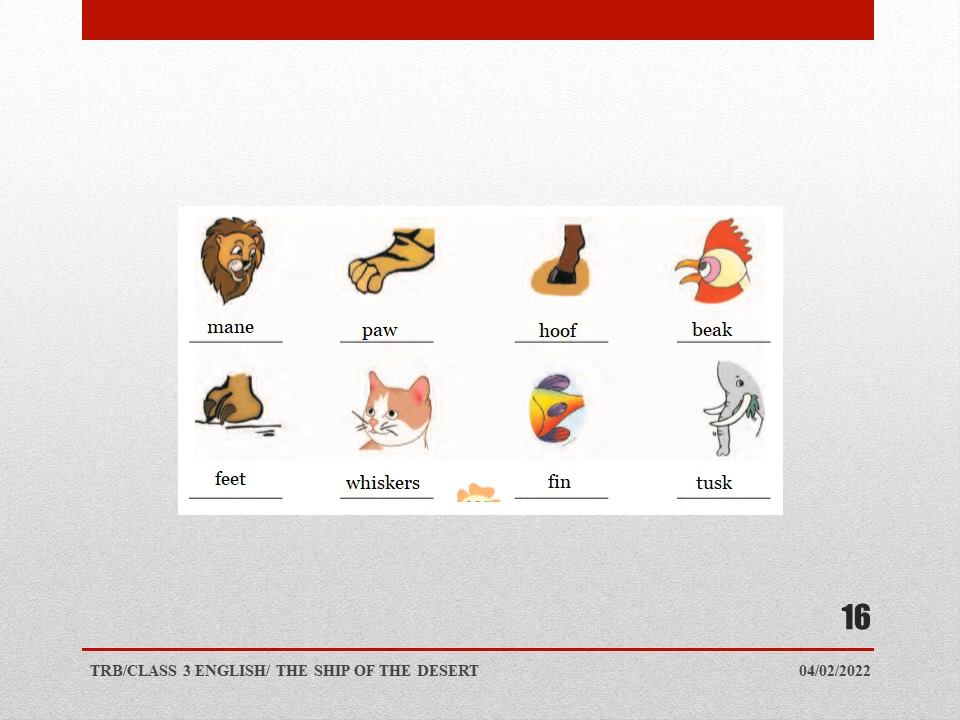 mane paw hoof beak
feet whiskers fin tusk
16
TRB/CLASS 3 ENGLISH/ THE SHIP OF THE DESERT 04/02/2022